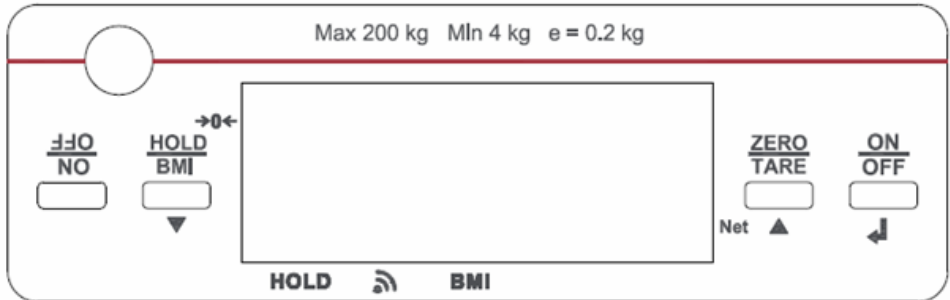 Max 200 kg Min 4 kg e = 0.2 kg
→0←
ℲℲO
NO
HOLD
BMI
ZERO
TARE
ON
OFF
Net
HOLD BMI